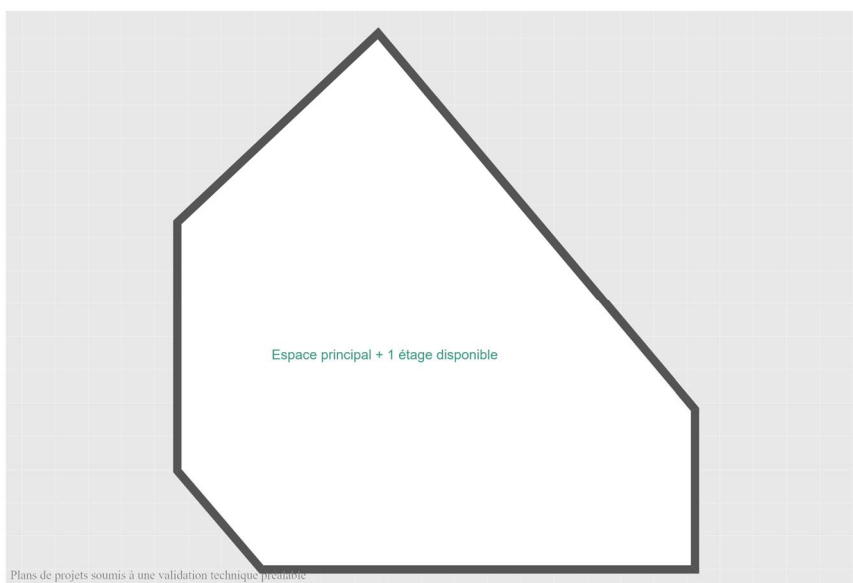 Espace principal + 1 étage disponible
Plans de projets soumis à une validation technique préalable